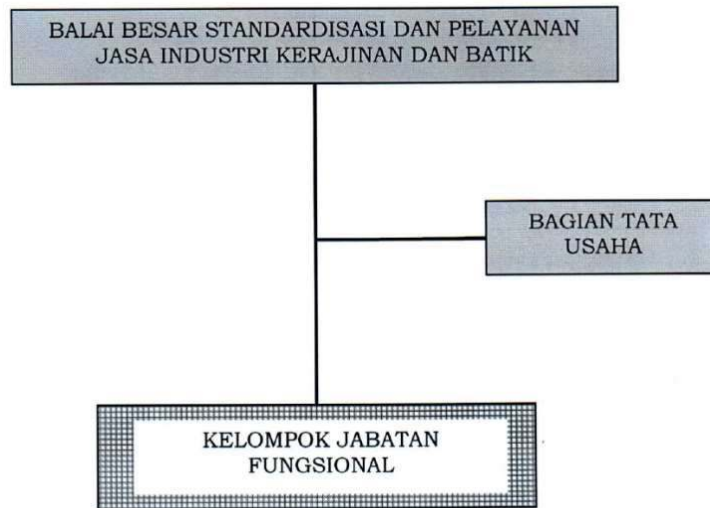 BALAI BESAR STANDARDISASI DAN PELAYANAN
JASA INDUSTRI KERAJINAN DAN BATIK
BAGIAN TATA
USAHA
KELOMPOK JABATAN
FUNGSIONAL